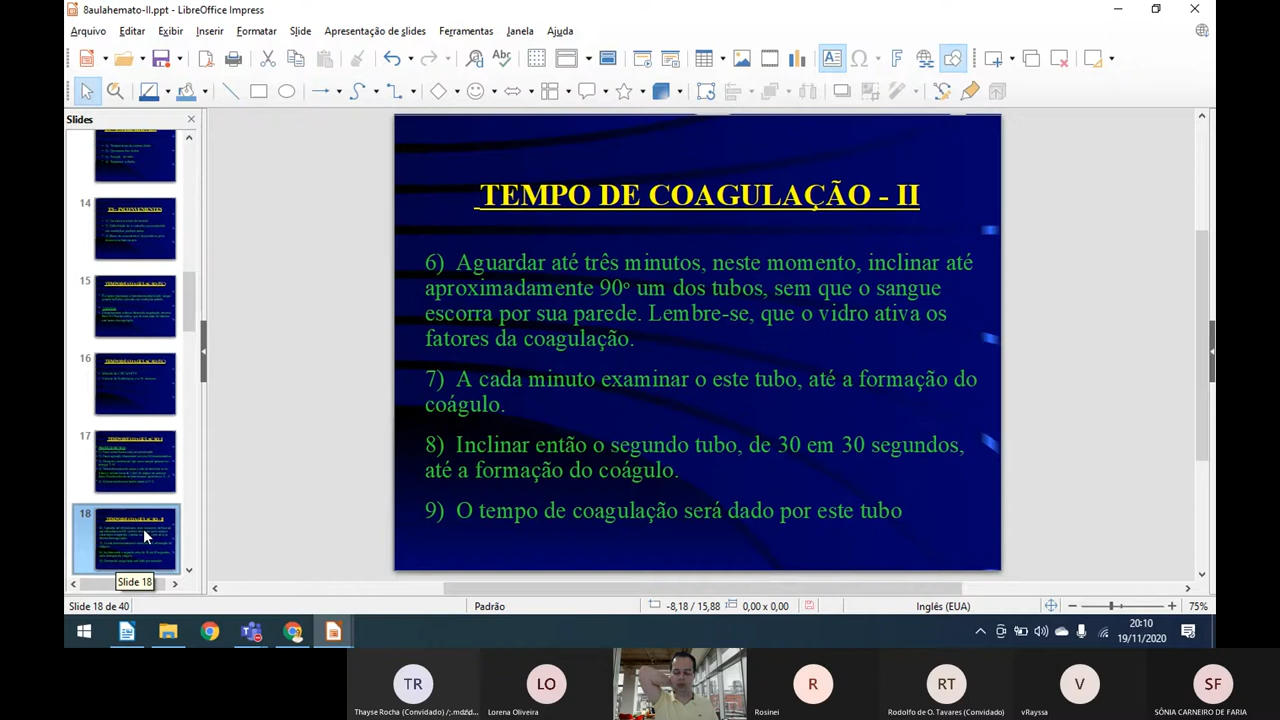 8aulahemato-II.ppt - LibreOffice Impress
Arquivo Editar Exibir Inserir Formatar Slide Apresentação de slides Ferramentas Janela Ajuda
Slides
14
15
16
17
18
Slide 18
TEMPO DE COAGULAÇÃO - II
6) Aguardar até três minutos, neste momento, inclinar até
aproximadamente 90º um dos tubos, sem que o sangue
escorra por sua parede. Lembre-se, que o vidro ativa os
fatores da coagulação.
7) A cada minuto examinar o este tubo, até a formação do
coágulo.
8) Inclinar então o segundo tubo de 30 a 30 segundos,
até formação do coágulo.
9) O tempo de coagulação será dado por este tubo
Slide 18 de 40
Padrão
-8,18 / 15,88
0,00 x 0,00
Inglês (EUA)
75%
20:10
19/11/2020
TR
LO
R
RT
V
SF
Thayse Rocha (Convidado)
Lorena Oliveira
Rosinei
Rodolfo de O. Tavares (Convidado)
vRayssa
SÔNIA CARNEIRO DE FARIA